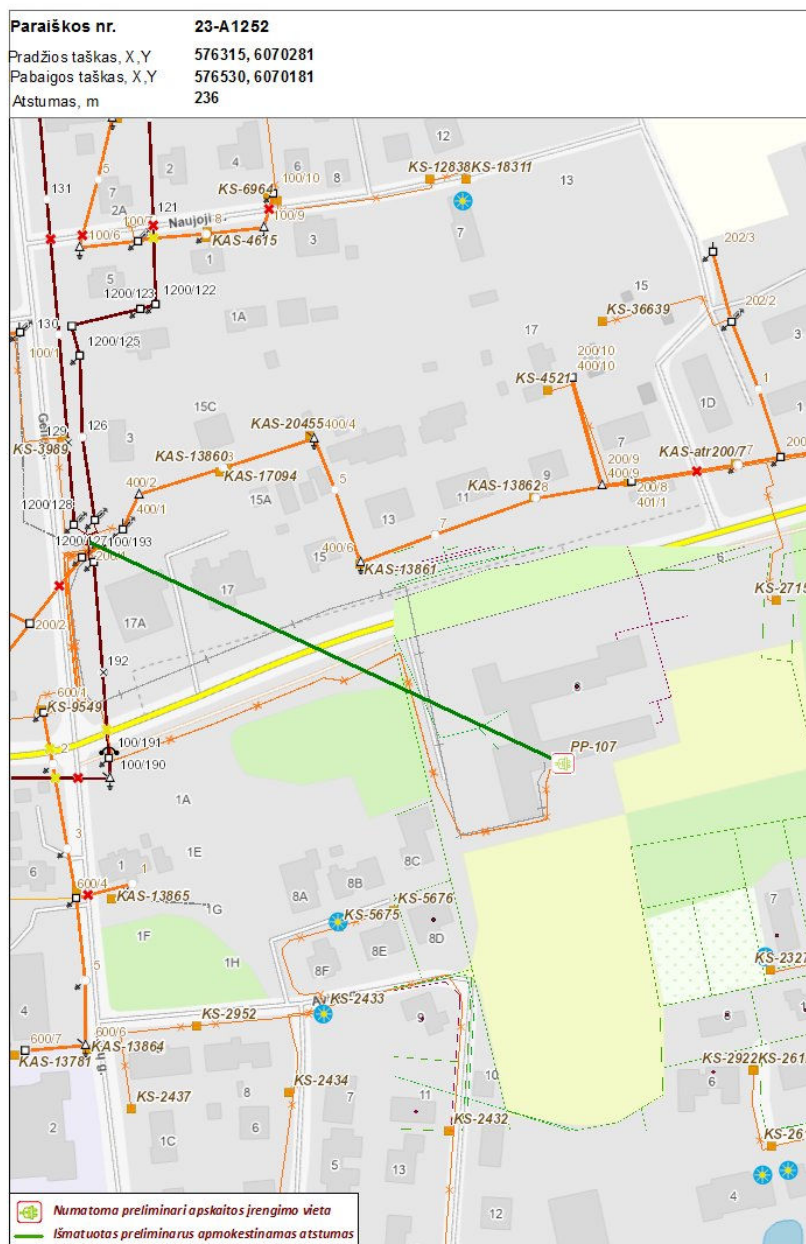 Paraiškos nr. 23-A1252
Pradžios taškas, X,Y 576315, 6070281
Pabaigos taškas, X,Y 576530, 6070181
Atstumas, m 236
12
KS-12838 KS-18311
13
131
5
7
2A
2
121
4
KS-6964
6
8
100/10
100/6
Naujoji
8
100/9
KAS-4615
3
7
1
5
202/3
1200/123
1200/122
130
1A
15
202/2
KS-36639
100/1
1200/125
17
200/10
400/10
3
KS-4521
1
15C
1D
126
3
KAS-20455
400/4
129
KS-3989
KAS-13860
3
7
KAS-atr200/7
7
KAS-17094
200/9
400/9
400/2
5
15A
11
9
KAS-13862
8
200/8
401/1
1200/128
400/1
13
7
1200/127
100/193
15
400/6
KAS-13861
17
KS-2715
200/2
17A
192
600/1
KS-9549
2
100/191
PP-107
100/190
1A
3
1E
8C
6
1
1
8B
600/4
8A
KAS-13865
1G
KS-5676
7
KS-5675
1F
8E
8D
1H
8F
KS-2327
5
4
KS-2433
9
KS-2952
8
600/7
600/6
KAS-13864
KAS-13781
KS-2922
10
6
KS-2434
KS-2437
8
7
11
2
6
KS-2432
1C
5
13
4
12
Numatoma preliminari apskaitos įrengimo vieta
Išmatuotas preliminarus apmokestinamas atstumas